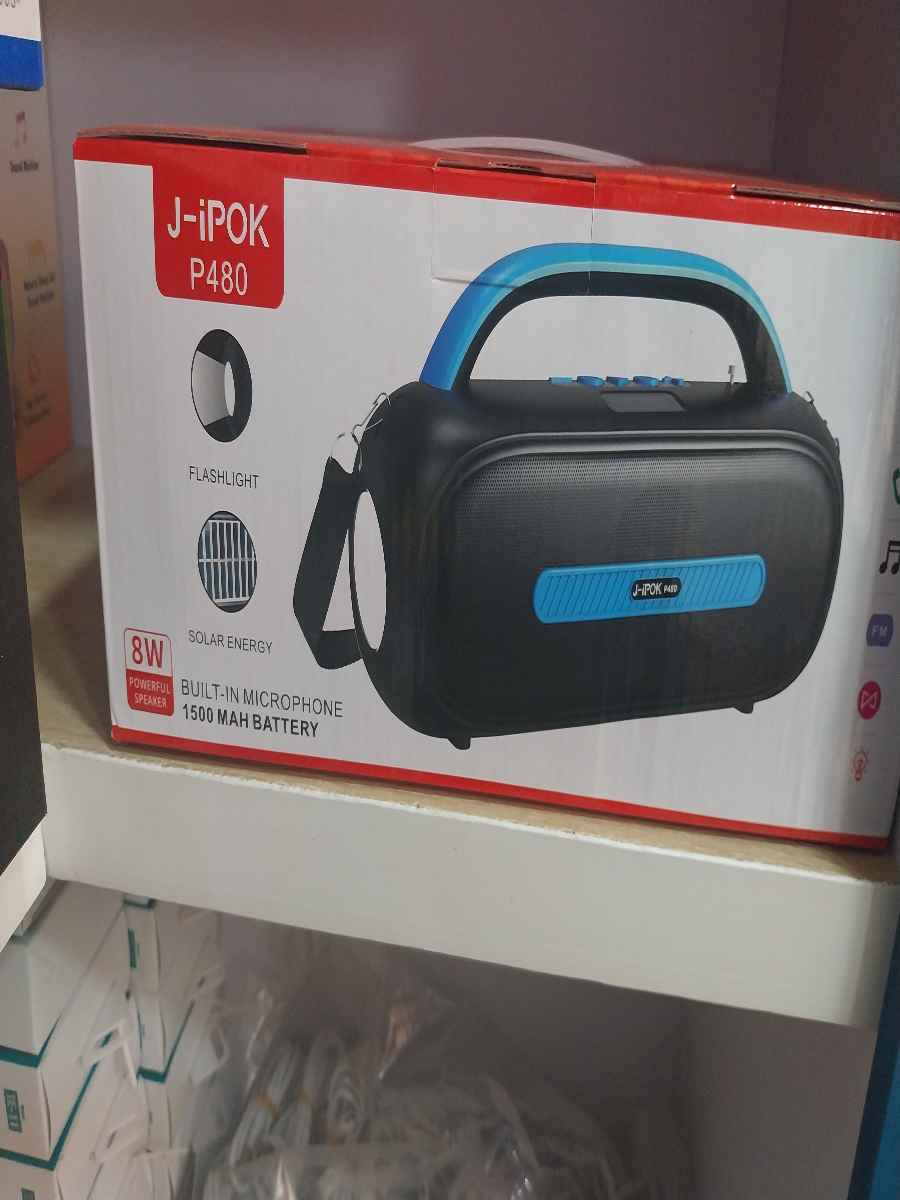 J-iPOK
P480
FLASHLIGHT
SOLAR ENERGY
8W
POWERFUL
SPEAKER
BUILT-IN MICROPHONE
1500 MAH BATTERY
J-iPOK P480
FM